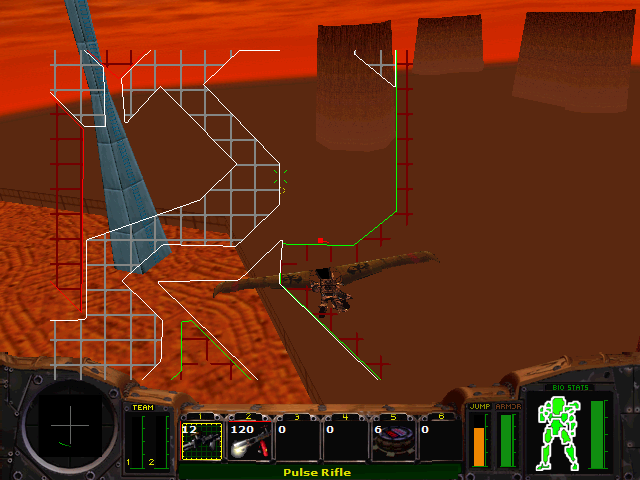 BIO STATS
TEAM
1 2 3 4 5 6
JUMP ARMOR
12 120 0 0 6 0
1 2
Pulse Rifle